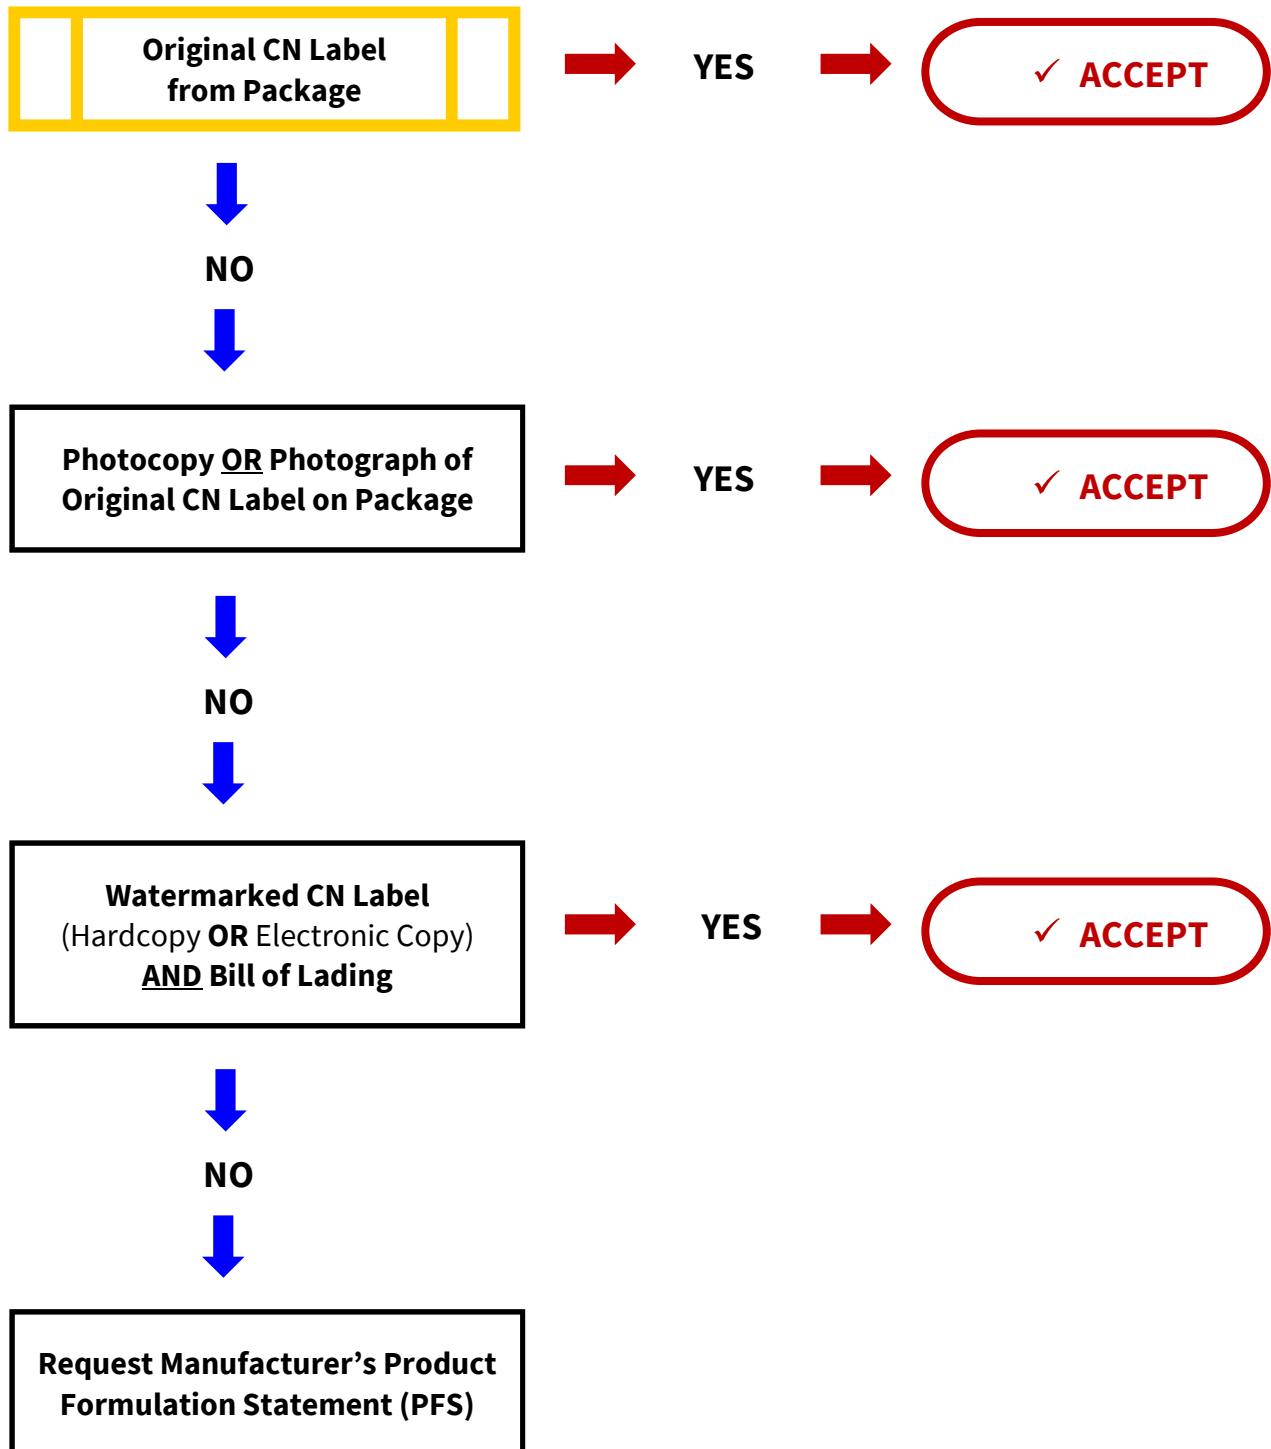 Original CN Label
from Package
YES
✓ ACCEPT
NO
Photocopy OR Photograph of
Original CN Label on Package
YES
✓ ACCEPT
NO
Watermarked CN Label
(Hardcopy OR Electronic Copy)
AND Bill of Lading
YES
✓ ACCEPT
NO
Request Manufacturer’s Product
Formulation Statement (PFS)